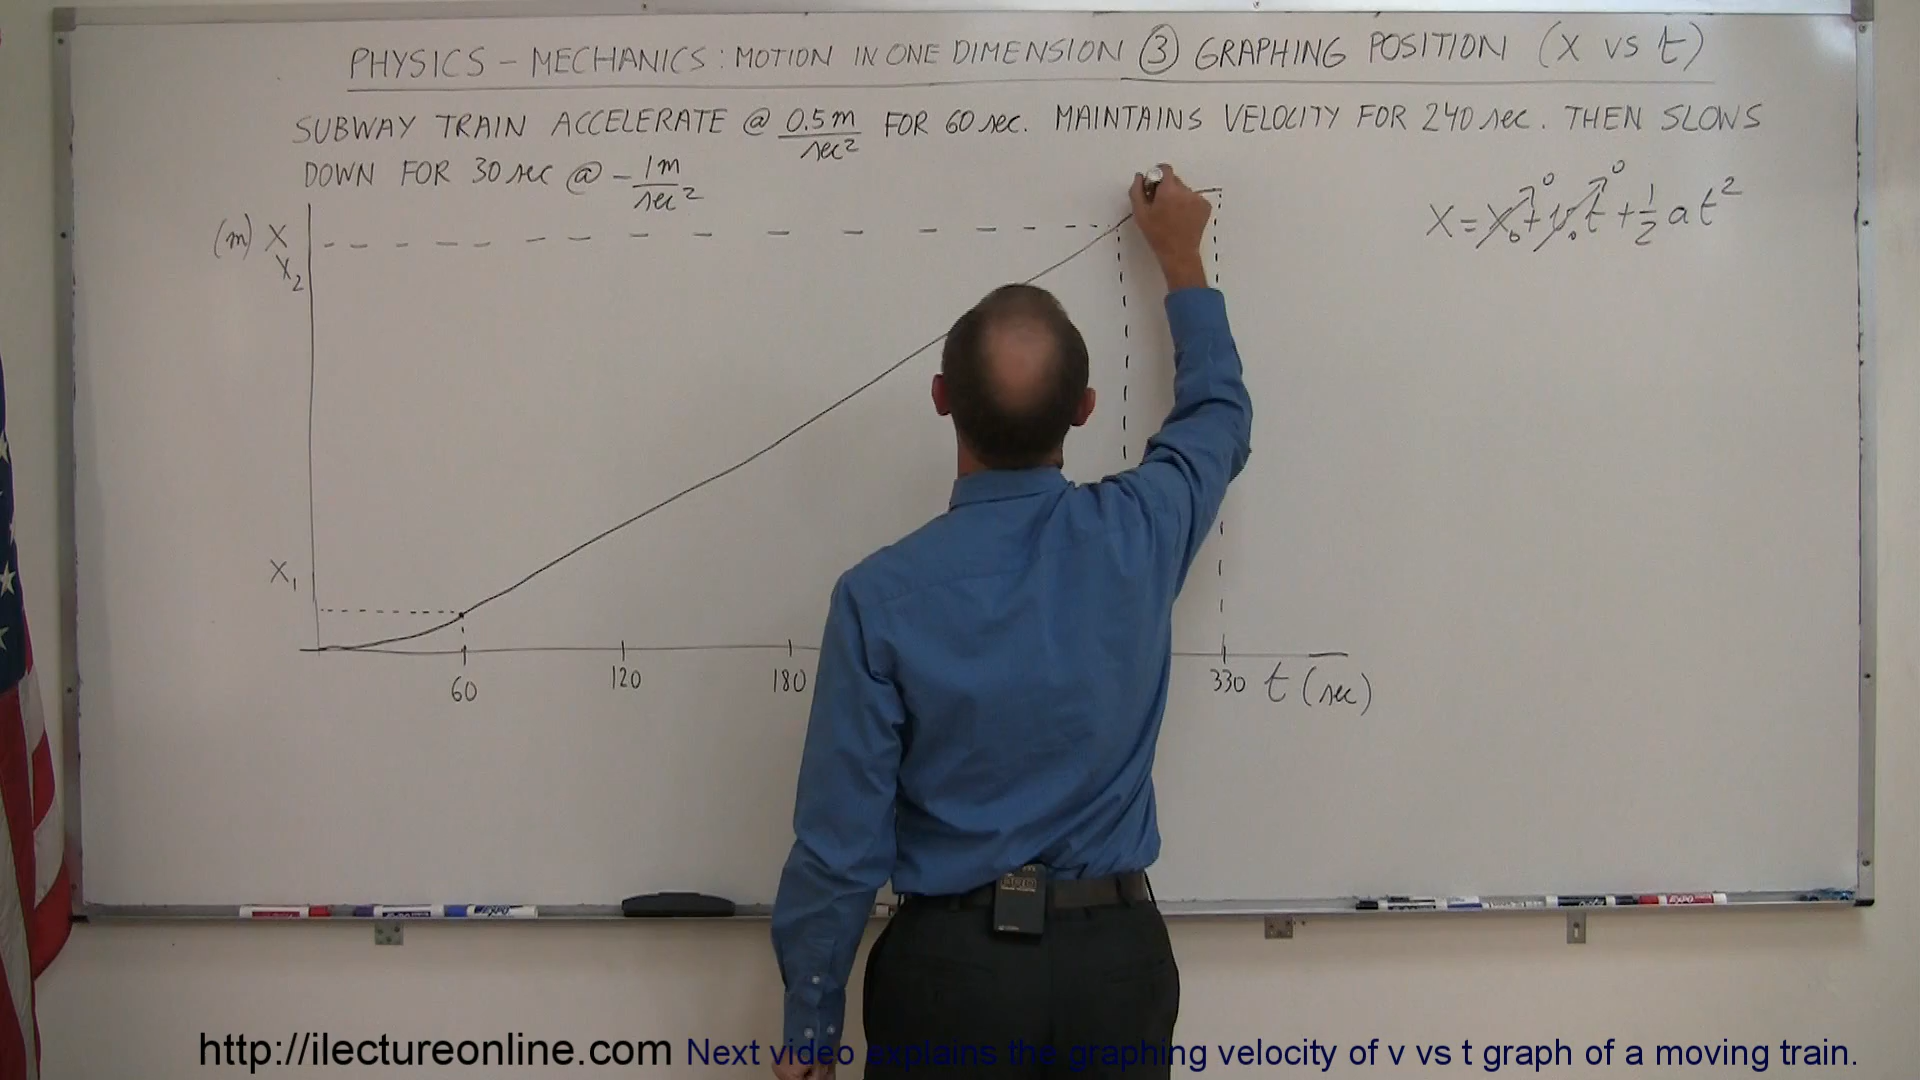 PHYSICS – MECHANICS: MOTION IN ONE DIMENSION ③ GRAPHING POSITION (X VS t)
SUBWAY TRAIN ACCELERATE @ 0.5m/sec² FOR 60 sec. MAINTAINS VELOCITY FOR 240 sec. THEN SLOWS
DOWN FOR 30 sec @ -1m/sec²
(m) X
X₂
X = X₀ + V₀t + 1/2 at²
0 0
X₁
60 120 180 330 t (sec)
http://ilectureonline.com Next video explains the graphing velocity of v vs t graph of a moving train.